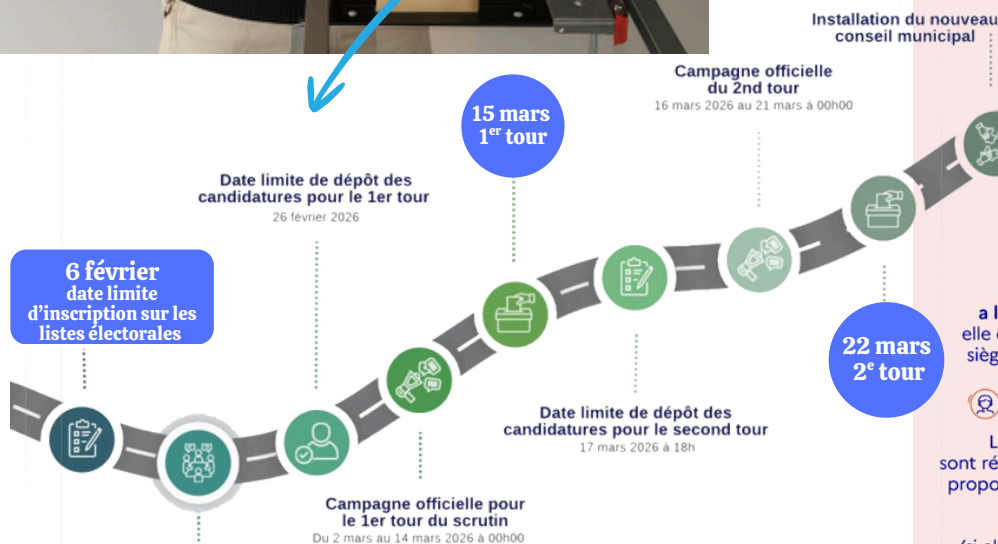 Installation du nouveau
conseil municipal
Campagne officielle
du 2nd tour
16 mars 2026 au 21 mars à 00h00
15 mars
1er tour
Date limite de dépôt des
candidatures pour le 1er tour
26 février 2026
6 février
date limite
d'inscription sur les
listes électorales
22 mars
2e tour
Date limite de dépôt des
candidatures pour le second tour
17 mars 2026 à 18h
Campagne officielle pour
le 1er tour du scrutin
Du 2 mars au 14 mars 2026 à 00h00
a l
elle
sièg
L
sont ré
propo